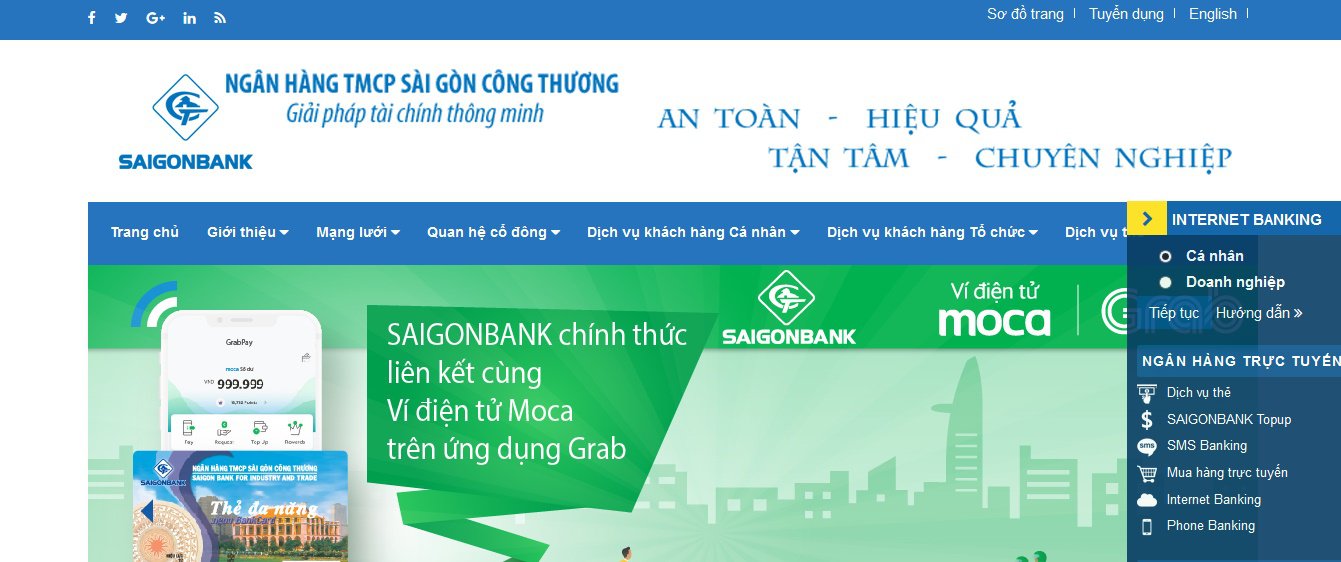 Sơ đồ trang
Tuyển dụng
English
NGÂN HÀNG TMCP SÀI GÒN CÔNG THƯƠNG
Giải pháp tài chính thông minh
SAIGONBANK
AN TOÀN - HIỆU QUẢ
TẬN TÂM - CHUYÊN NGHIỆP
Trang chủ
Giới thiệu
Mạng lưới
Quan hệ cổ đông
Dịch vụ khách hàng Cá nhân
Dịch vụ khách hàng Tổ chức
Dịch vụ t
INTERNET BANKING
Cá nhân
Doanh nghiệp
Tiếp tục
Hướng dẫn »
NGÂN HÀNG TRỰC TUYẾN
Dịch vụ thẻ
SAIGONBANK Topup
sms
SMS Banking
Mua hàng trực tuyến
Internet Banking
Phone Banking
SAIGONBANK
Ví điện tử
moca
Grab
SAIGONBANK chính thức
liên kết cùng
Ví điện tử Moca
trên ứng dụng Grab
GrabPay
moca Số dư
VND 999.999
Pay
Request
Top Up
Rewards
NGÂN HÀNG TMCP SÀI GÒN CÔNG THƯƠNG
SAIGON BANK FOR INDUSTRY AND TRADE
SAIGONBANK
Thẻ đa năng